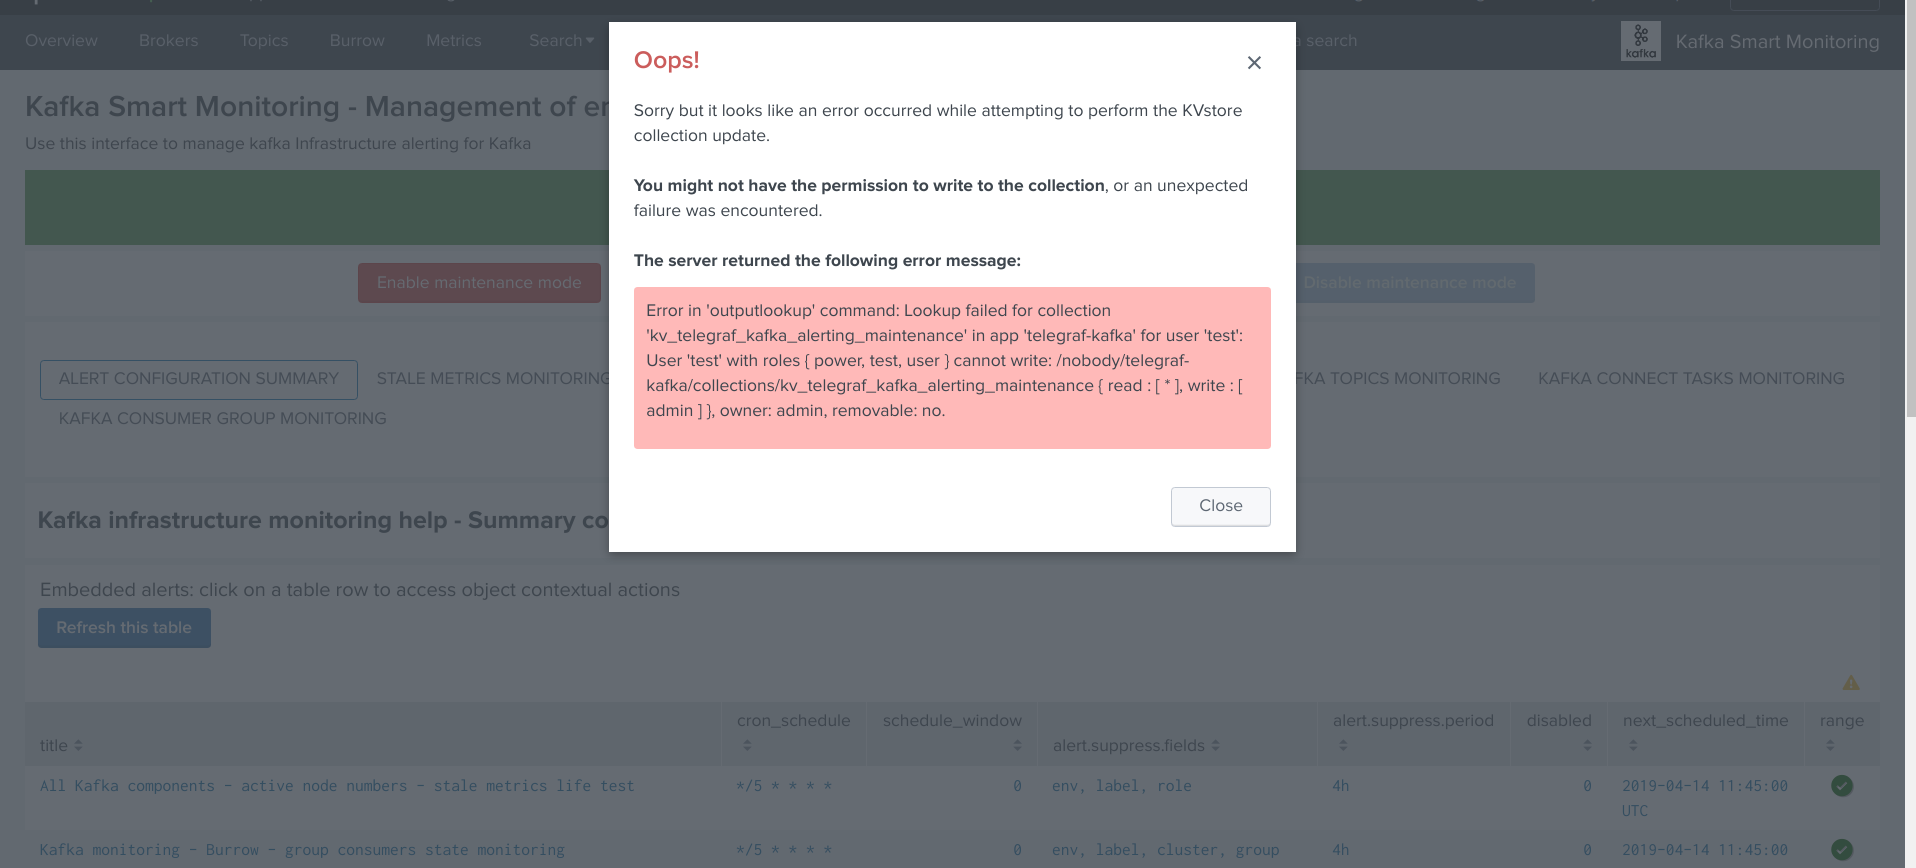 Overview Brokers Topics Burrow Metrics Search a search kafka Kafka Smart Monitoring
Kafka Smart Monitoring - Management of
Use this interface to manage kafka Infrastructure alerting for Kafka
Enable maintenance mode Disable maintenance mode
ALERT CONFIGURATION SUMMARY STALE METRICS MONITORING TOPICS MONITORING KAFKA CONNECT TASKS MONITORING
KAFKA CONSUMER GROUP MONITORING
Kafka infrastructure monitoring help - Summary
Oops!
Sorry but it looks like an error occurred while attempting to perform the KVstore
collection update.
You might not have the permission to write to the collection, or an unexpected
failure was encountered.
The server returned the following error message:
Error in 'outputlookup' command: Lookup failed for collection
'kv_telegraf_kafka_alerting_maintenance' in app 'telegraf-kafka' for user 'test':
User 'test' with roles { power, test, user } cannot write: /nobody/telegraf-
kafka/collections/kv_telegraf_kafka_alerting_maintenance { read : [ * ], write : [
admin ] }, owner: admin, removable: no.
Close
Embedded alerts: click on a table row to access object contextual actions
Refresh this table
title cron_schedule schedule_window alert.suppress.fields alert.suppress.period disabled next_scheduled_time range
All Kafka components - active node numbers - stale metrics life test */5 * * * * 0 env, label, role 4h 0 2019-04-14 11:45:00
UTC
Kafka monitoring - Burrow - group consumers state monitoring */5 * * * * 0 env, label, cluster, group 4h 0 2019-04-14 11:45:00